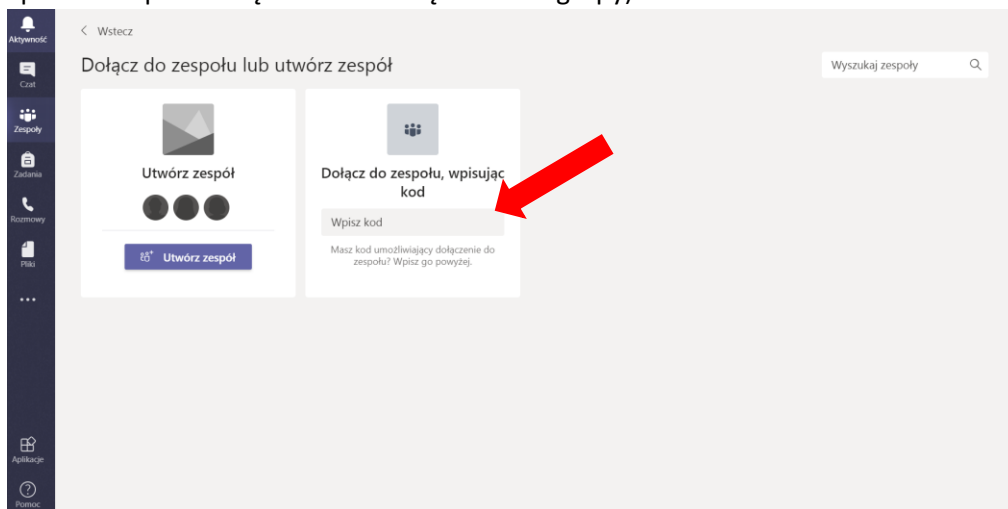 Aktywność
Czat
Zespoły
Zadania
Rozmowy
Pliki
Aplikacje
Pomoc
< Wstecz
Dołącz do zespołu lub utwórz zespół
Wyszukaj zespoły
Utwórz zespół
Utwórz zespół
Dołącz do zespołu, wpisując
kod
Wpisz kod
Masz kod umożliwiający dołączenie do
zespołu? Wpisz go powyżej.